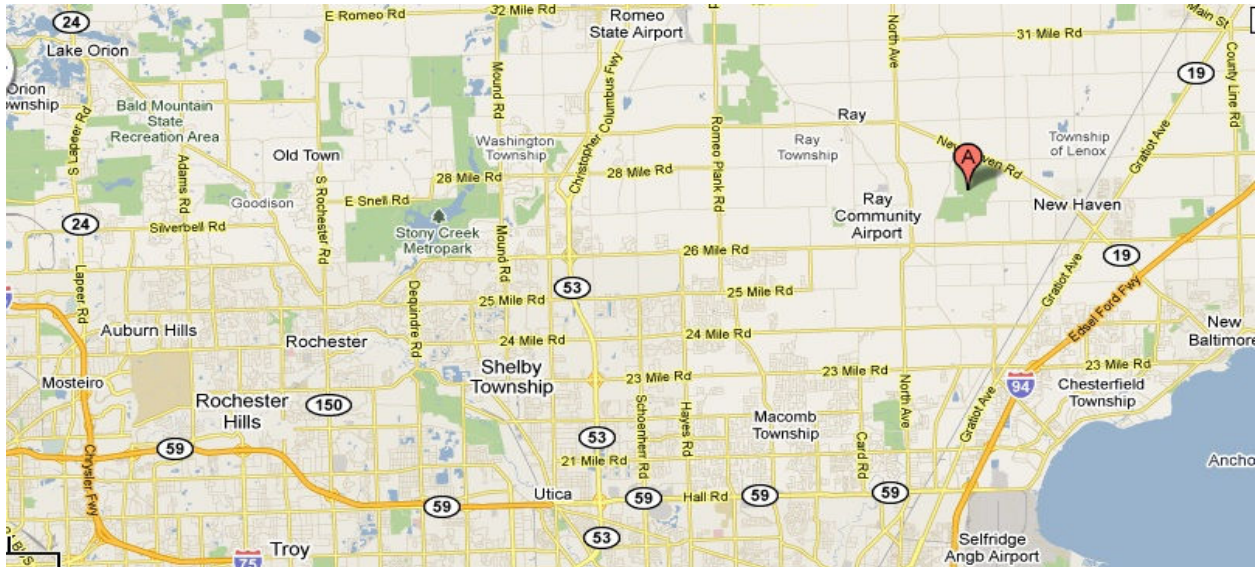 E Romeo Rd
32 Mile Rd
Romeo
State Airport
31 Mile Rd
Main St
24
Lake Orion
Orion
ownship
Bald Mountain
State
Recreation Area
Lapeer Rd S
Adams Rd
Old Town
S Rochester Rd
Goodison
E Snell Rd
Silverbell Rd
24
Lapeer Rd
Mound Rd
Washington
Township
28 Mile Rd
Stony Creek
Metropark
Mound Rd
Christopher Columbus Fwy
28 Mile Rd
Romeo Plank Rd
Ray
Ray
Township
North Ave
New Haven Rd
A
Township
of Lenox
19
County Line Rd
Gratiot Ave
Ray
Community
Airport
New Haven
26 Mile Rd
19
53
25 Mile Rd
25 Mile Rd
Dequindre Rd
Gratiot Ave
Edsel Ford Fwy
Auburn Hills
Rochester
24 Mile Rd
24 Mile Rd
New
Baltimore
Shelby
Township
23 Mile Rd
23 Mile Rd
94
Chesterfield
Township
Mosteiro
Rochester
Hills
150
Schoenherr Rd
Hayes Rd
Macomb
Township
Card Rd
North Ave
Gratiot Ave
59
53
21 Mile Rd
Chrysler Fwy
Ancho
59
Utica
59
Hall Rd
59
59
53
Selfridge
Angb Airport
Troy
75